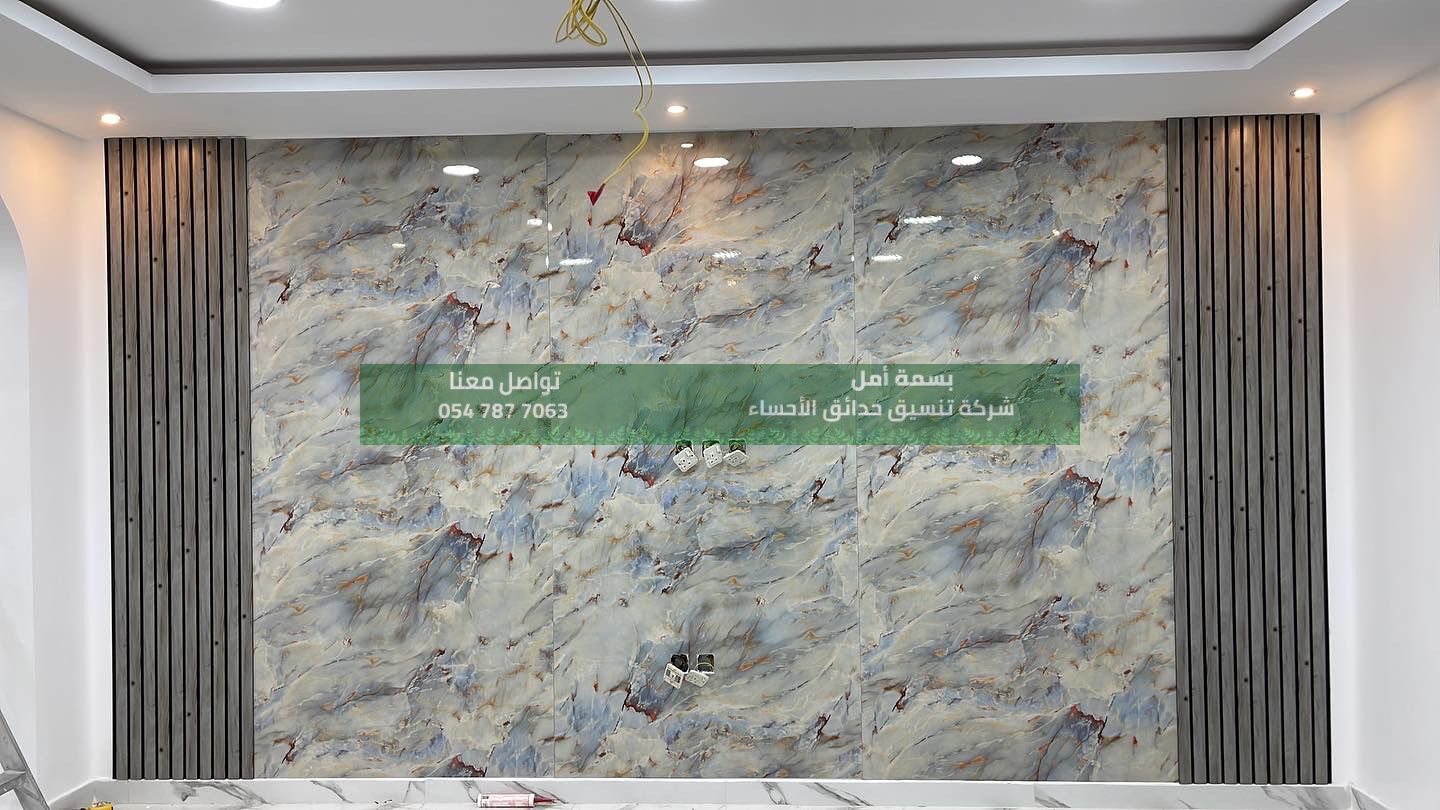 بسمة أمل
شركة تنسيق حدائق الأحساء
تواصل معنا
054 787 7063